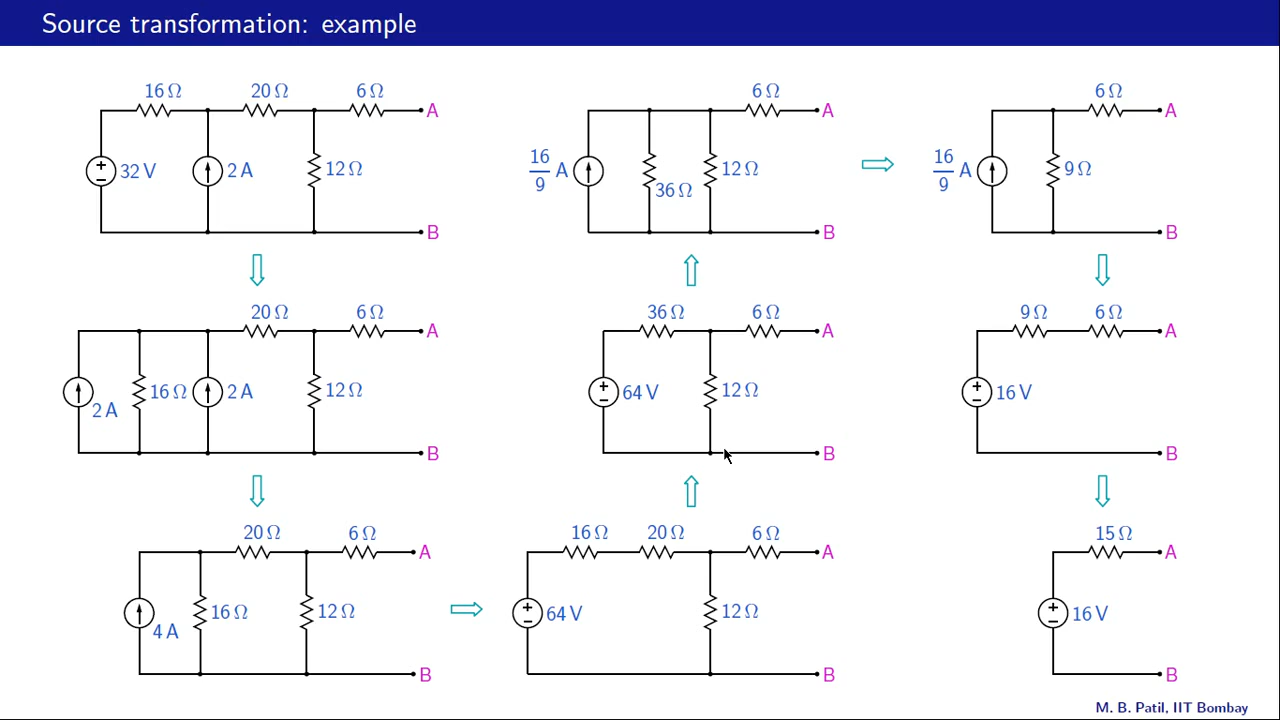 Source transformation: example
16 Ω 20 Ω 6 Ω A
32 V 2 A 12 Ω
B
20 Ω 6 Ω A
2 A 16 Ω 2 A 12 Ω
B
20 Ω 6 Ω A
4 A 16 Ω 12 Ω
B
16 Ω 20 Ω 6 Ω A
64 V 12 Ω
B
36 Ω 6 Ω A
64 V 12 Ω
B
6 Ω A
16/9 A 36 Ω 12 Ω
B
6 Ω A
16/9 A 9 Ω
B
9 Ω 6 Ω A
16 V
B
15 Ω A
16 V
B
M. B. Patil, IIT Bombay